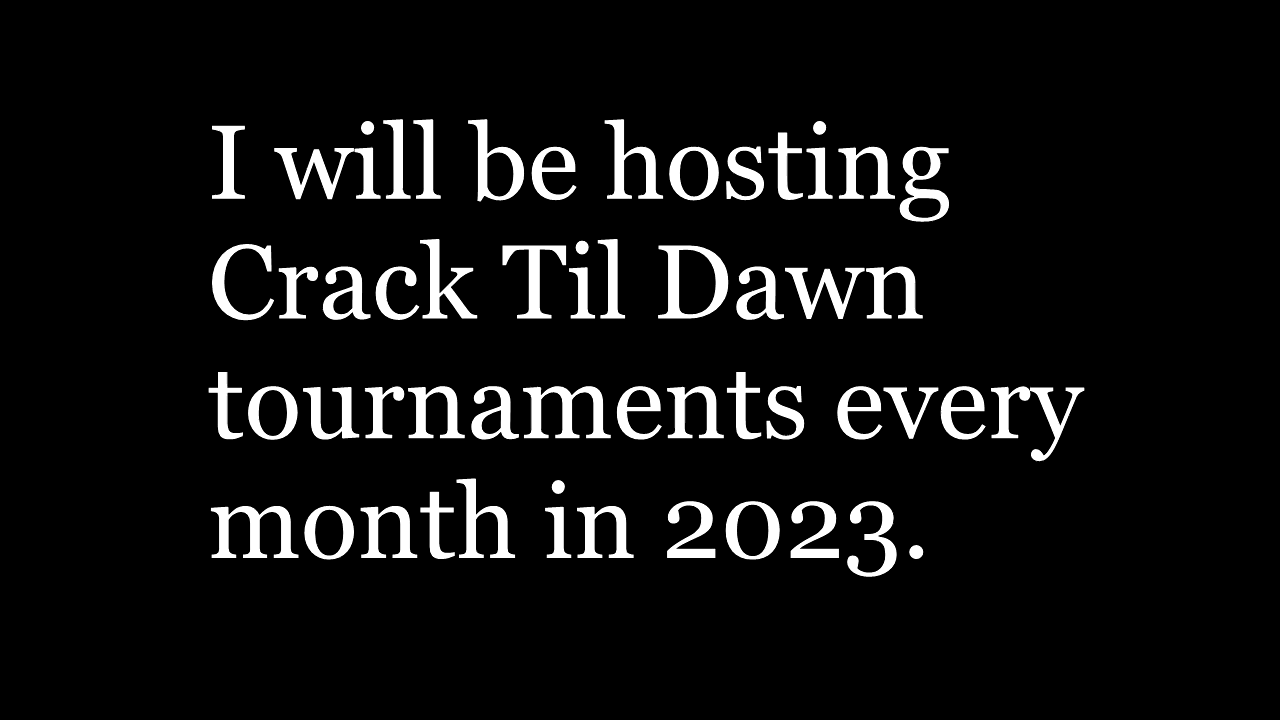 I will be hosting
Crack Til Dawn
tournaments every
month in 2023.